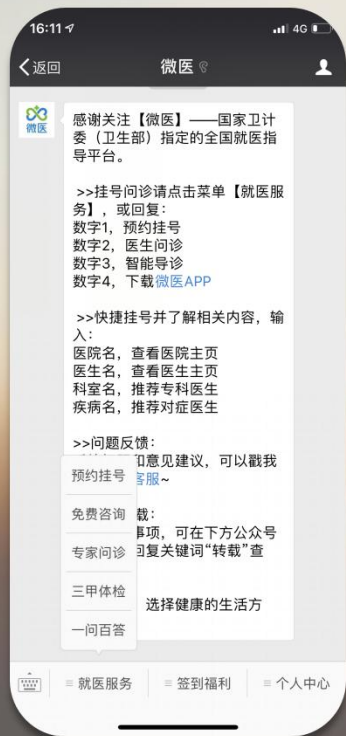 16:11
4G
返回
微医
微医
感谢关注【微医】——国家卫计
委（卫生部）指定的全国就医指
导平台。
>>挂号问诊请点击菜单【就医服
务】，或回复：
数字1，预约挂号
数字2，医生问诊
数字3，智能导诊
数字4，下载微医APP
>>快捷挂号并了解相关内容，输
入：
医院名，查看医院主页
医生名，查看医生主页
科室名，推荐专科医生
疾病名，推荐对症医生
>>问题反馈：
意见建议，可以戳我
客服~
载：
事项，可在下方公众号
回复关键词“转载”查
选择健康的生活方
预约挂号
免费咨询
专家问诊
三甲体检
一问百答
就医服务
签到福利
个人中心